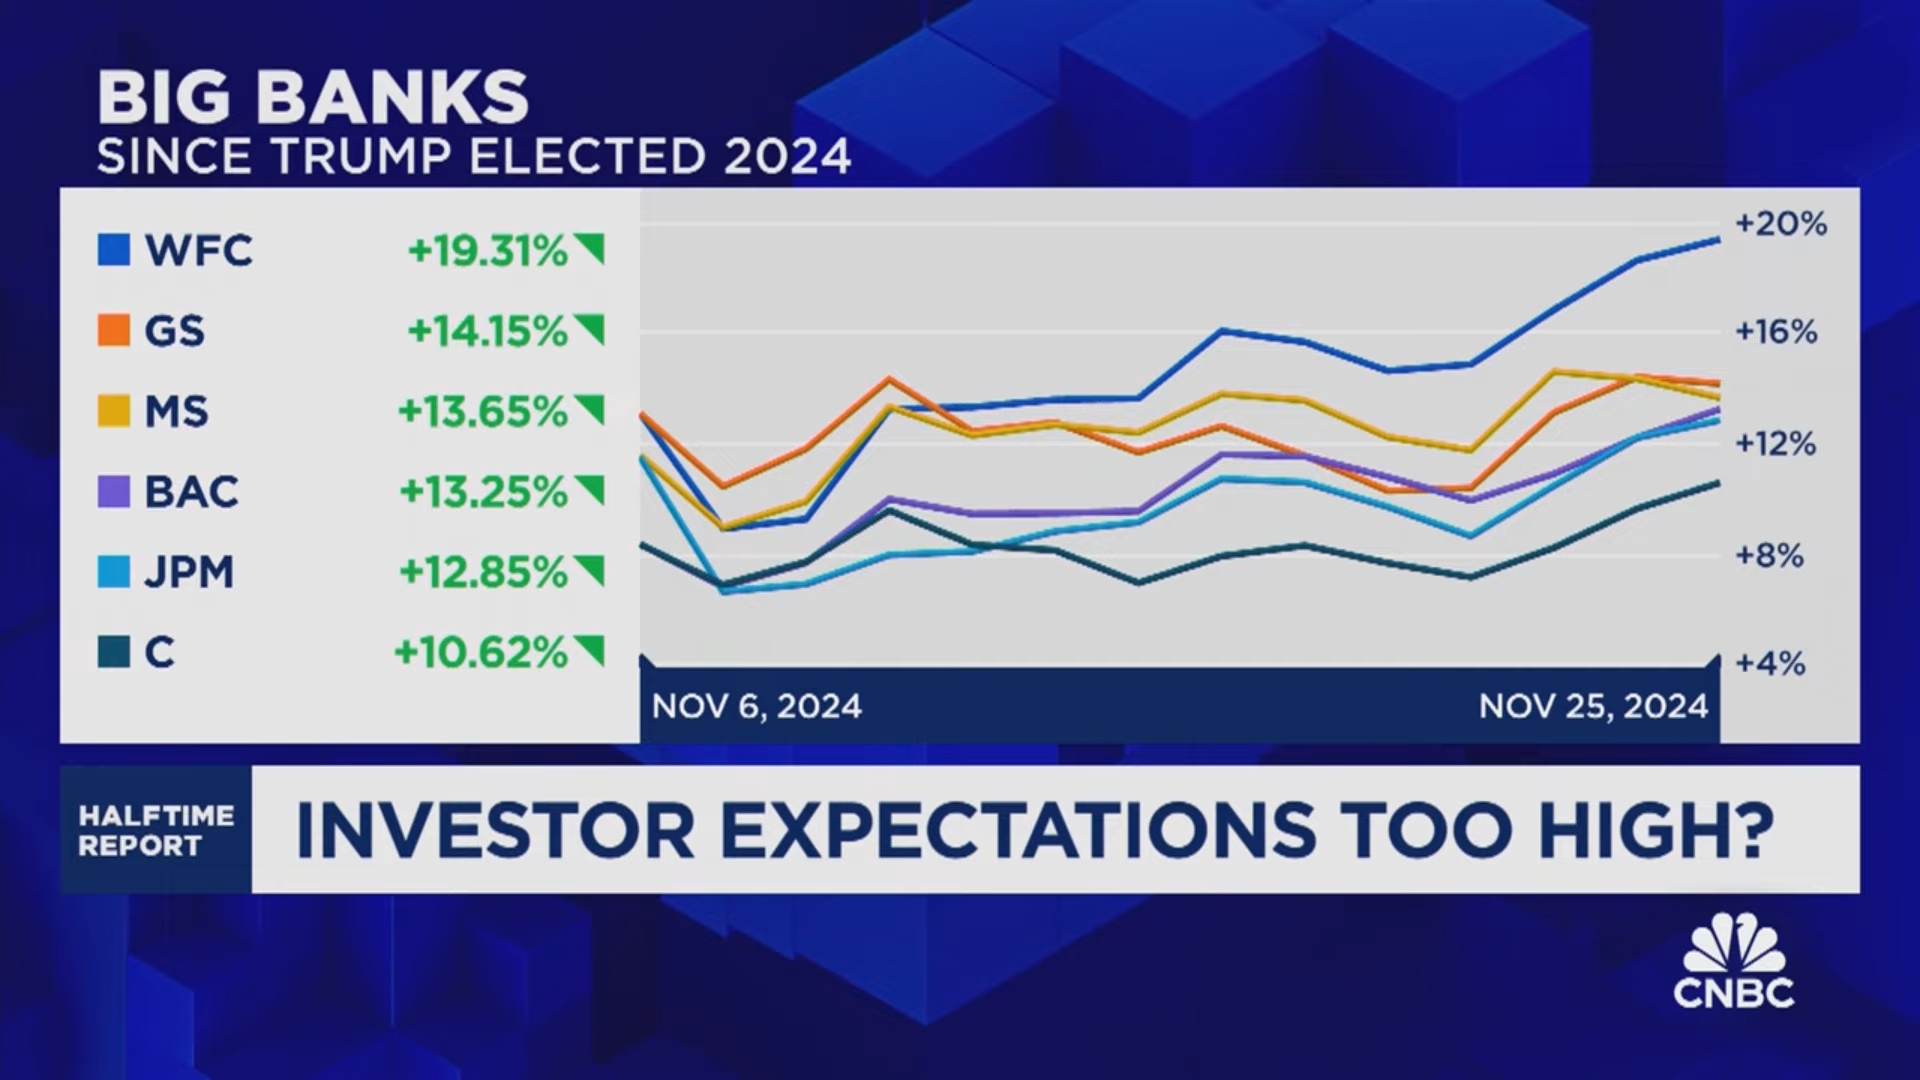 BIG BANKS
SINCE TRUMP ELECTED 2024
WFC +19.31%
GS +14.15%
MS +13.65%
BAC +13.25%
JPM +12.85%
C +10.62%
+20%
+16%
+12%
+8%
+4%
NOV 6, 2024 NOV 25, 2024
HALFTIME
REPORT
INVESTOR EXPECTATIONS TOO HIGH?
CNBC